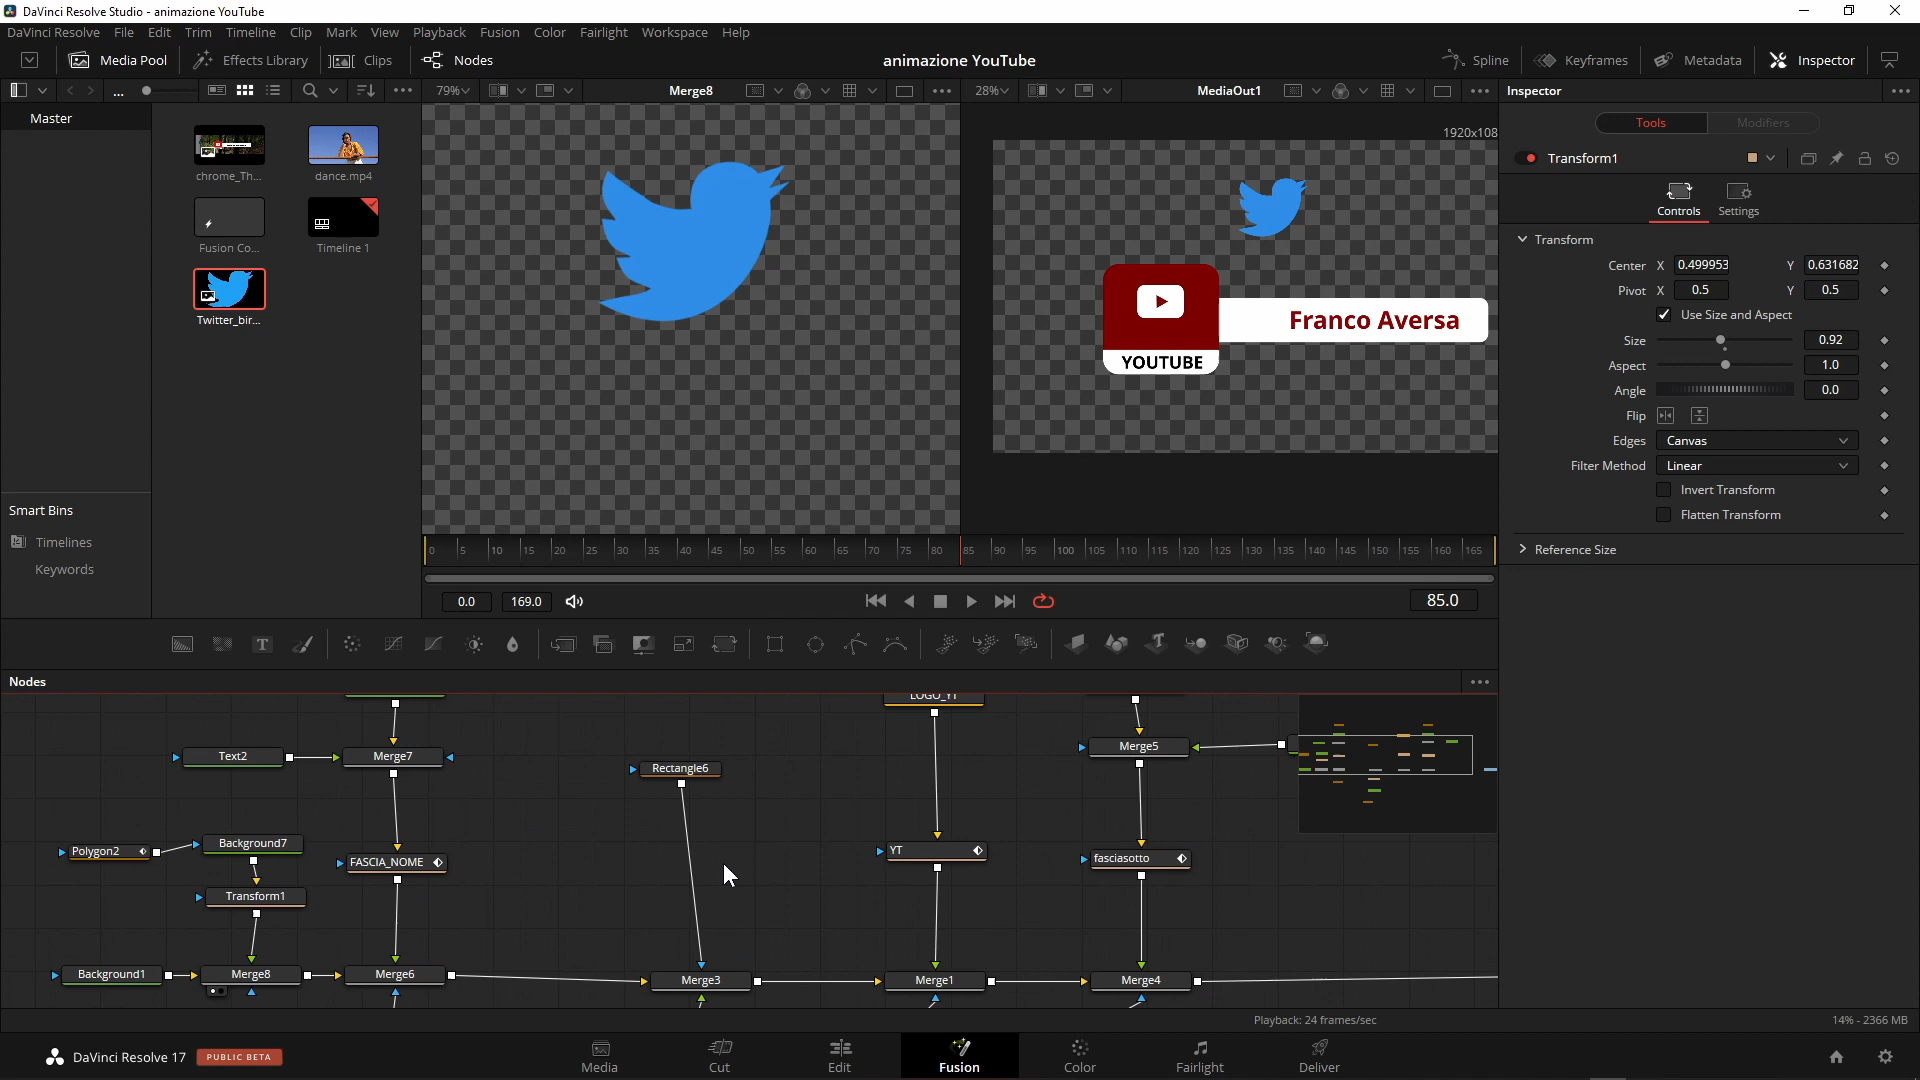 DaVinci Resolve Studio - animazione YouTube
DaVinci Resolve File Edit Trim Timeline Clip Mark View Playback Fusion Color Fairlight Workspace Help
Media Pool Effects Library Clips Nodes animazione YouTube Spline Keyframes Metadata Inspector
... 79% Merge8 28% MediaOut1 Inspector
Master
chrome_Th...
dance.mp4
Fusion Co...
Timeline 1
Twitter_bir...
Smart Bins
Timelines
Keywords
1920x108
Franco Aversa
YOUTUBE
Tools Modifiers
Transform1
Controls Settings
Transform
Center X 0.499953 Y 0.631682
Pivot X 0.5 Y 0.5
Use Size and Aspect
Size 0.92
Aspect 1.0
Angle 0.0
Flip
Edges Canvas
Filter Method Linear
Invert Transform
Flatten Transform
Reference Size
0 5 10 15 20 25 30 35 40 45 50 55 60 65 70 75 80 85 90 95 100 105 110 115 120 125 130 135 140 145 150 155 160 165
0.0 169.0 85.0
Nodes
LOGO_YT
Text2 Merge7 Rectangle6 Merge5
Polygon2 Background7 FASCIA_NOME YT fasciasotto
Transform1
Background1 Merge8 Merge6 Merge3 Merge1 Merge4
Playback: 24 frames/sec 14% - 2366 MB
DaVinci Resolve 17 PUBLIC BETA
Media Cut Edit Fusion Color Fairlight Deliver